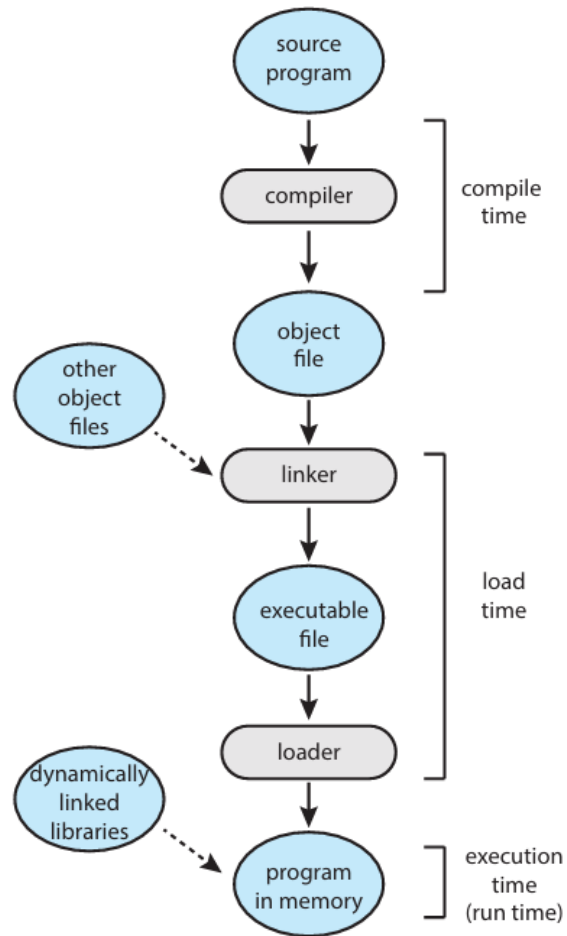 source
program
compiler
compile
time
object
file
other
object
files
linker
load
time
executable
file
loader
dynamically
linked
libraries
program
in memory
execution
time
(run time)